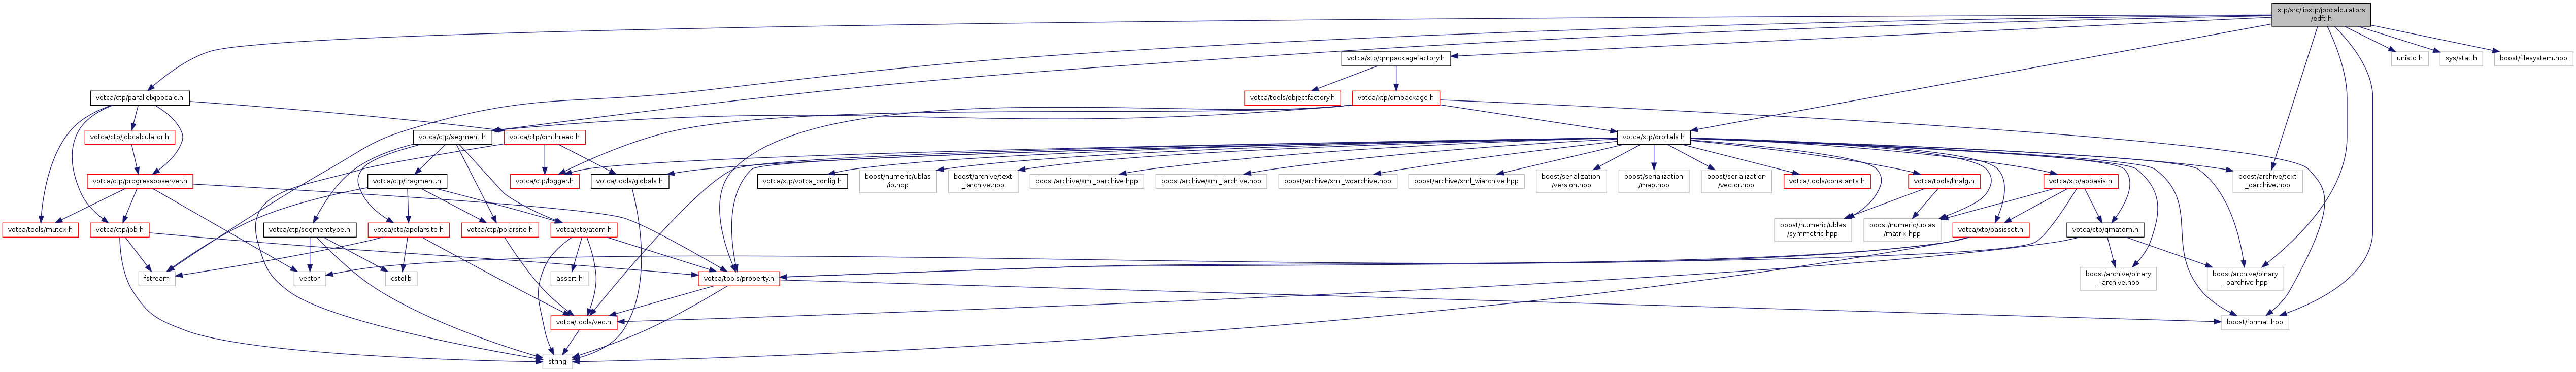 xtp/src/libxtp/jobcalculators
/edft.h
votca/xtp/qmpackagefactory.h
unistd.h
sys/stat.h
boost/filesystem.hpp
votca/ctp/parallelxjobcalc.h
votca/tools/objectfactory.h
votca/xtp/qmpackage.h
votca/ctp/jobcalculator.h
votca/ctp/segment.h
votca/ctp/qmthread.h
votca/xtp/orbitals.h
votca/ctp/progressobserver.h
votca/ctp/fragment.h
votca/ctp/logger.h
votca/tools/globals.h
votca/xtp/votca_config.h
boost/numeric/ublas
/io.hpp
boost/archive/text
_iarchive.hpp
boost/archive/xml_oarchive.hpp
boost/archive/xml_iarchive.hpp
boost/archive/xml_woarchive.hpp
boost/archive/xml_wiarchive.hpp
boost/serialization
/version.hpp
boost/serialization
/map.hpp
boost/serialization
/vector.hpp
votca/tools/constants.h
votca/tools/linalg.h
votca/xtp/aobasis.h
boost/archive/text
_oarchive.hpp
votca/tools/mutex.h
votca/ctp/job.h
votca/ctp/segmenttype.h
votca/ctp/apolarsite.h
votca/ctp/polarsite.h
votca/ctp/atom.h
boost/numeric/ublas
/symmetric.hpp
boost/numeric/ublas
/matrix.hpp
votca/xtp/basisset.h
votca/ctp/qmatom.h
fstream
vector
cstdlib
assert.h
votca/tools/property.h
boost/archive/binary
_iarchive.hpp
boost/archive/binary
_oarchive.hpp
votca/tools/vec.h
boost/format.hpp
string